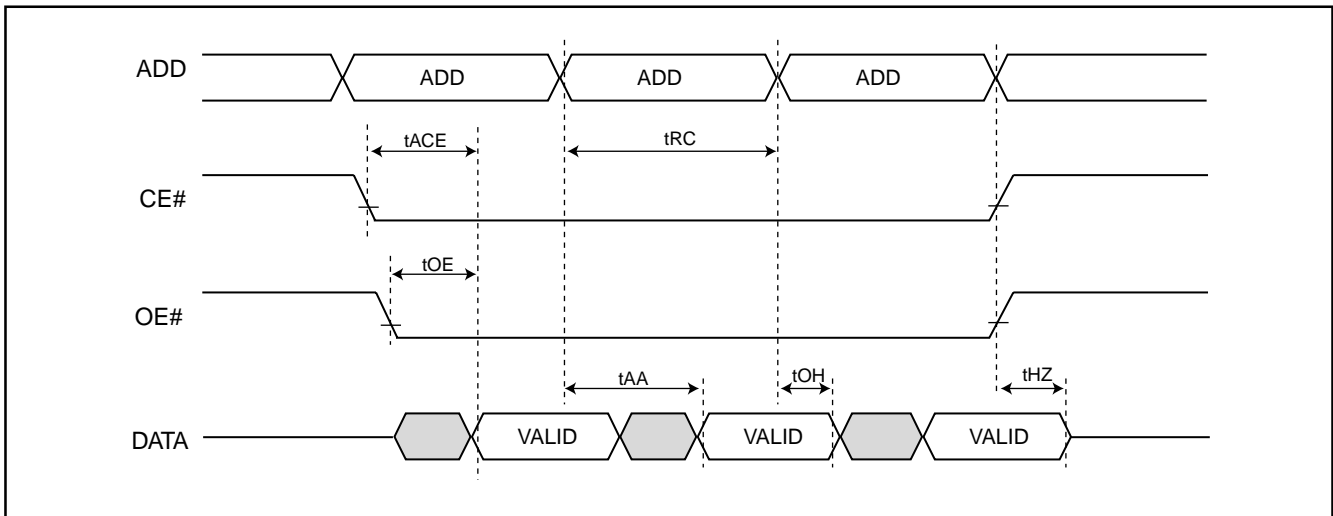 ADD ADD ADD ADD
tACE tRC
CE#
tOE
OE#
tAA tOH tHZ
DATA VALID VALID VALID